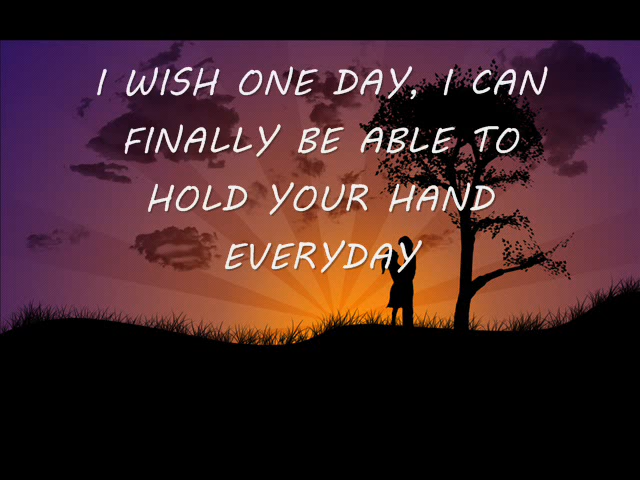 I WISH ONE DAY, I CAN
FINALLY BE ABLE TO
HOLD YOUR HAND
EVERYDAY